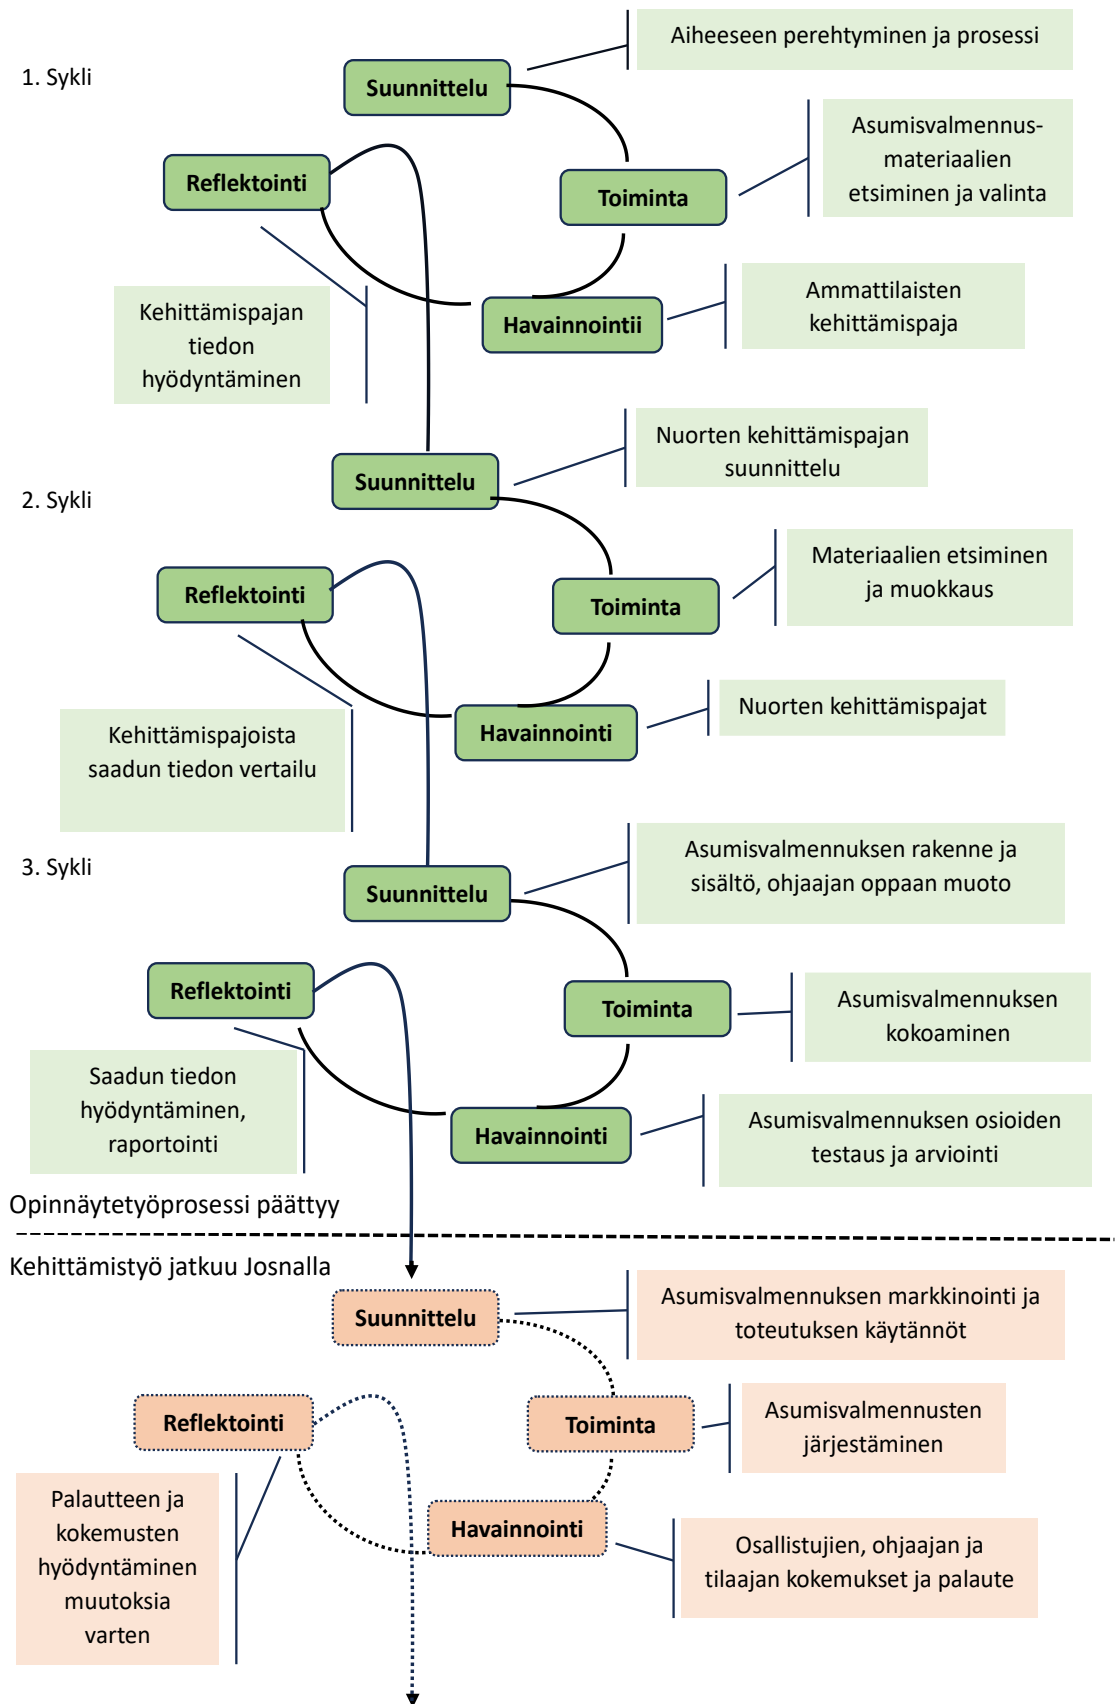 Aiheeseen perehtyminen ja prosessi
1. Sykli
Suunnittelu
Asumisvalmennus-
materiaalien
etsiminen ja valinta
Reflektointi
Toiminta
Kehittämispajan
tiedon
hyödyntäminen
Havainnointii
Ammattilaisten
kehittämispaja
Nuorten kehittämispajan
suunnittelu
Suunnittelu
2. Sykli
Materiaalien etsiminen
ja muokkaus
Reflektointi
Toiminta
Nuorten kehittämispajat
Havainnointi
Kehittämispajoista
saadun tiedon vertailu
3. Sykli
Suunnittelu
Asumisvalmennuksen rakenne ja
sisältö, ohjaajan oppaan muoto
Reflektointi
Toiminta
Asumisvalmennuksen
kokoaminen
Saadun tiedon
hyödyntäminen,
raportointi
Havainnointi
Asumisvalmennuksen osioiden
testaus ja arviointi
Opinnäytetyöprosessi päättyy
Kehittämistyö jatkuu Josnalla
Suunnittelu
Asumisvalmennuksen markkinointi ja
toteutuksen käytännöt
Reflektointi
Toiminta
Asumisvalmennusten
järjestäminen
Palautteen ja
kokemusten
hyödyntäminen
muutoksia
varten
Havainnointi
Osallistujien, ohjaajan ja
tilaajan kokemukset ja palaute